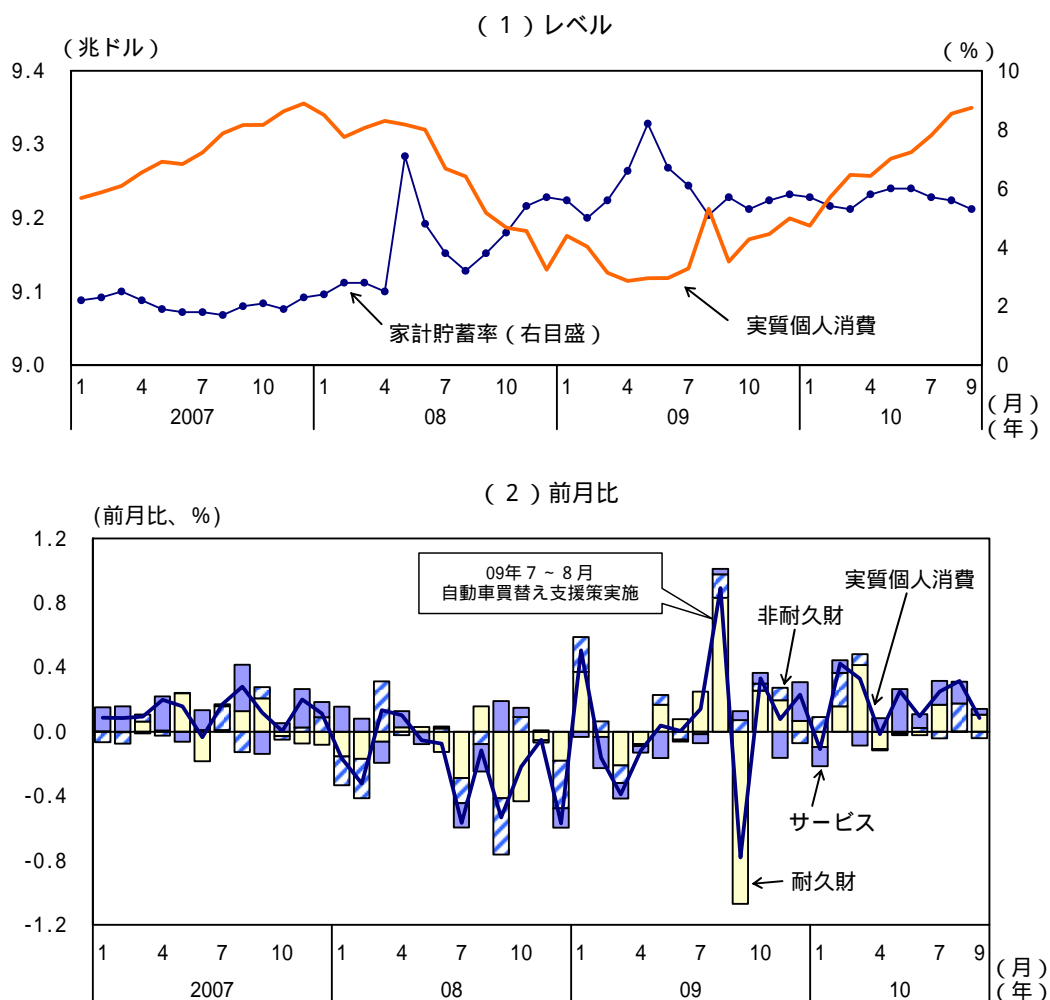 （１）レベル
（兆ドル）
（％）
9.4
9.3
9.2
9.1
9.0
10
8
6
4
2
0
家計貯蓄率（右目盛）
実質個人消費
1 4 7 10 1 4 7 10 1 4 7 10 1 4 7 9
（月）
2007 08 09 10
（年）
（２）前月比
(前月比、%)
1.2
0.8
0.4
0.0
-0.4
-0.8
-1.2
09年７～８月
自動車買替え支援策実施
実質個人消費
非耐久財
サービス
耐久財
1 4 7 10 1 4 7 10 1 4 7 10 1 4 7 9
（月）
2007 08 09 10
（年）